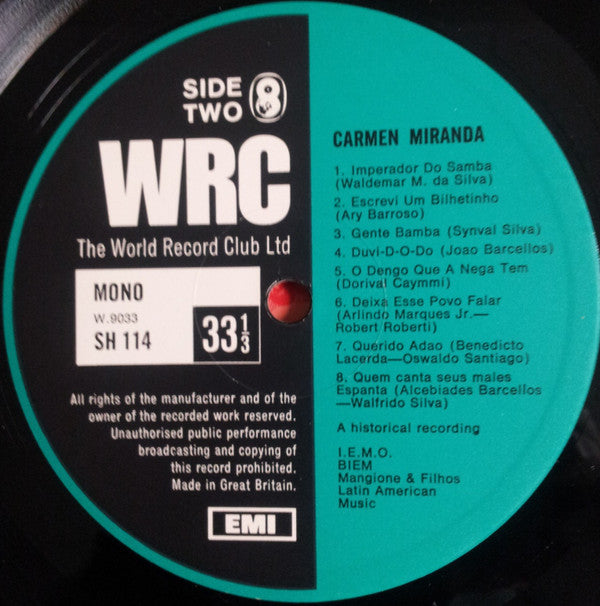 SIDE
TWO
8
WRC
The World Record Club Ltd
MONO
W.9033
SH 114
33 1/3
All rights of the manufacturer and of the
owner of the recorded work reserved.
Unauthorised public performance
broadcasting and copying of
this record prohibited.
Made in Great Britain.
EMI
CARMEN MIRANDA
1. Imperador Do Samba
(Waldemar M. da Silva)
2. Escrevi Um Bilhetinho
(Ary Barroso)
3. Gente Bamba (Synval Silva)
4. Duvi-D-O-Do (Joao Barcellos)
5. O Dengo Que A Nega Tem
(Dorival Caymmi)
6. Deixa Esse Povo Falar
(Arlindo Marques Jr.—
Robert Roberti)
7. Querido Adao (Benedicto
Lacerda—Oswaldo Santiago)
8. Quem canta seus males
Espanta (Alcebiades Barcellos
—Walfrido Silva)
A historical recording
I.E.M.O.
BIEM
Mangione & Filhos
Latin American
Music